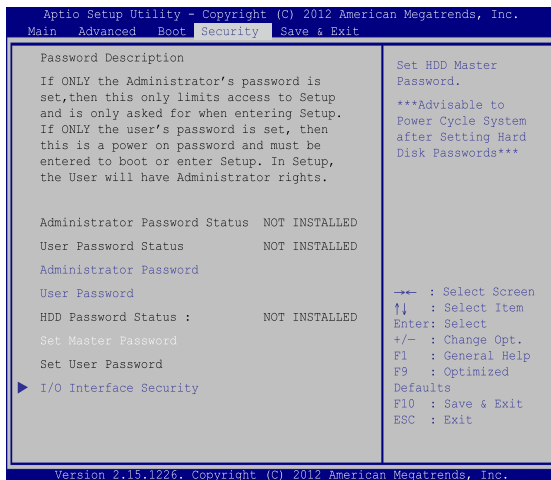 Aptio Setup Utility - Copyright (C) 2012 American Megatrends, Inc.
Main Advanced Boot Security Save & Exit
Password Description
If ONLY the Administrator's password is
set,then this only limits access to Setup
and is only asked for when entering Setup.
If ONLY the user's password is set, then
this is a power on password and must be
entered to boot or enter Setup. In Setup,
the User will have Administrator rights.
Administrator Password Status NOT INSTALLED
User Password Status NOT INSTALLED
Administrator Password
User Password
HDD Password Status : NOT INSTALLED
Set Master Password
Set User Password
I/O Interface Security
Set HDD Master
Password.
***Advisable to
Power Cycle System
after Setting Hard
Disk Passwords***
→← : Select Screen
↑↓ : Select Item
Enter: Select
+/— : Change Opt.
F1 : General Help
F9 : Optimized
Defaults
F10 : Save & Exit
ESC : Exit
Version 2.15.1226. Copyright (C) 2012 American Megatrends, Inc.